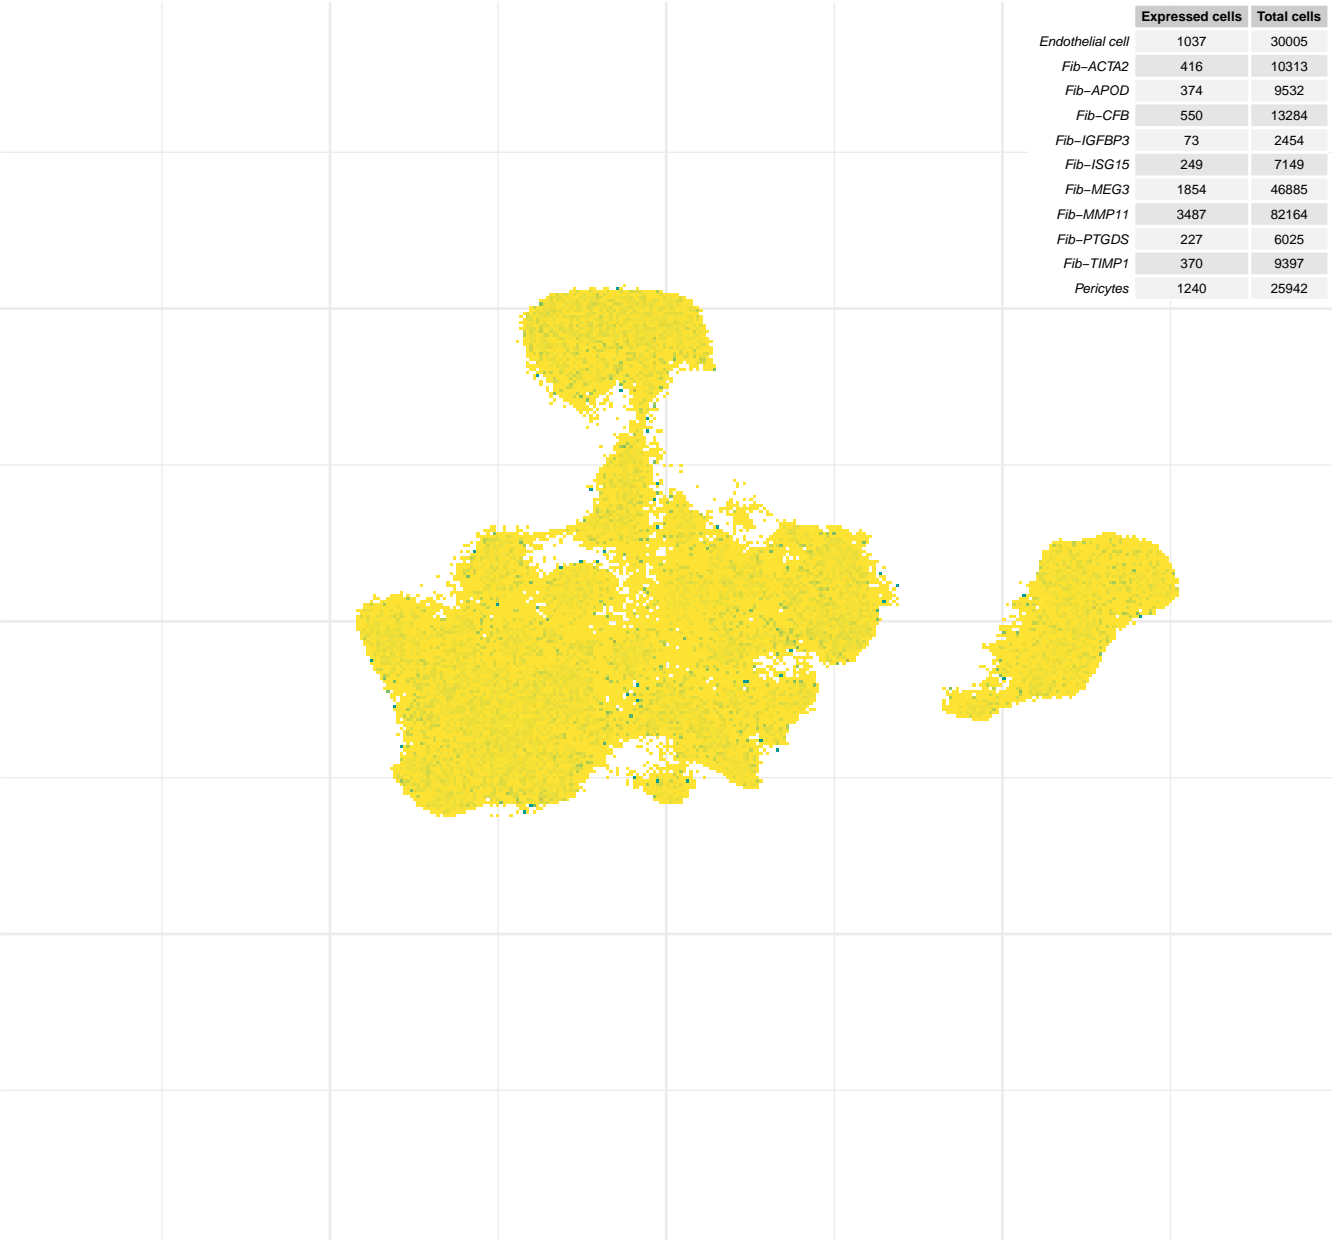 Expressed cells Total cells
Endothelial cell 1037 30005
Fib−ACTA2 416 10313
Fib−APOD 374 9532
Fib−CFB 550 13284
Fib−IGFBP3 73 2454
Fib−ISG15 249 7149
Fib−MEG3 1854 46885
Fib−MMP11 3487 82164
Fib−PTGDS 227 6025
Fib−TIMP1 370 9397
Pericytes 1240 25942